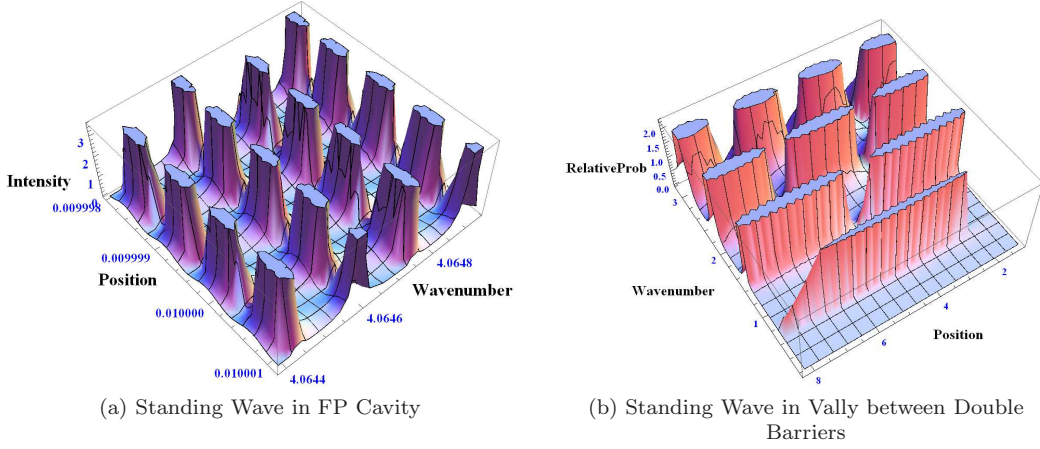 3
2
1
0
Intensity
0.009998
0.009999
Position
0.010000
0.010001
4.0648
Wavenumber
4.0646
4.0644
(a) Standing Wave in FP Cavity
2.0
1.5
1.0
0.5
0.0
RelativeProb
3
2
Wavenumber
1
2
4
Position
6
8
(b) Standing Wave in Vally between Double
Barriers